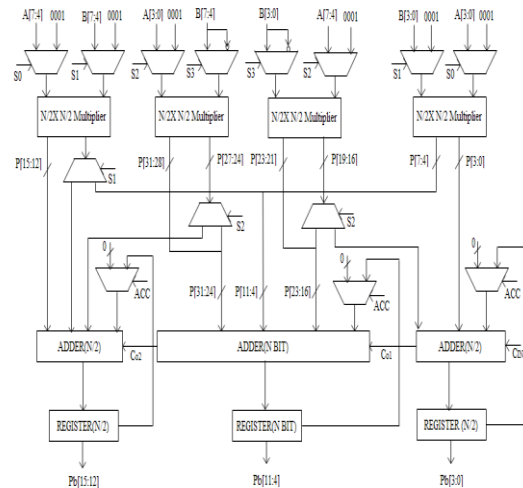 A[7:4] 0001 B[7:4] 0001 A[3:0] 0001 B[7:4] B[3:0] A[7:4] 0001 B[3:0] 0001 A[3:0] 0001
S0 S1 S2 S3 S3 S2 S1 S0
N/2X N/2 Multiplier N/2X N/2 Multiplier N/2X N/2 Multiplier N/2X N/2 Multiplier
P[15:12] P[31:28] P[27:24] P[23:21] P[19:16] P[7:4] P[3:0]
S1
S2 S2
0 0 0
P[31:24] P[11:4] P[23:16]
ACC ACC ACC
ADDER(N/2) Co2 ADDER(N BIT) Co1 ADDER(N/2) CIN
REGISTER(N/2) REGISTER(N BIT) REGISTER (N/2)
Pb[15:12] Pb[11:4] Pb[3:0]